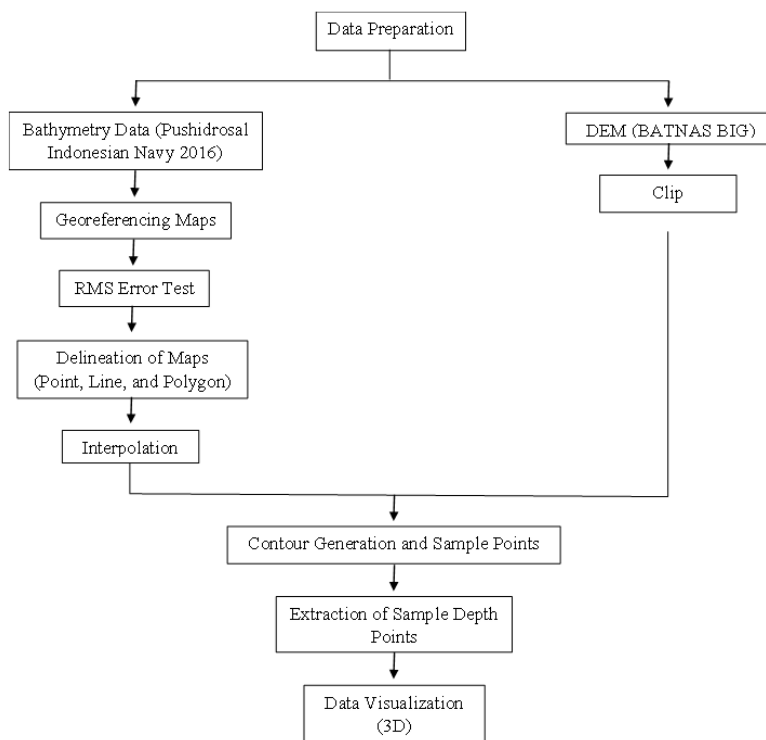 Data Preparation
Bathymetry Data (Pushidrosal
Indonesian Navy 2016)
DEM (BATNAS BIG)
Georeferencing Maps
Clip
RMS Error Test
Delineation of Maps
(Point, Line, and Polygon)
Interpolation
Contour Generation and Sample Points
Extraction of Sample Depth
Points
Data Visualization
(3D)